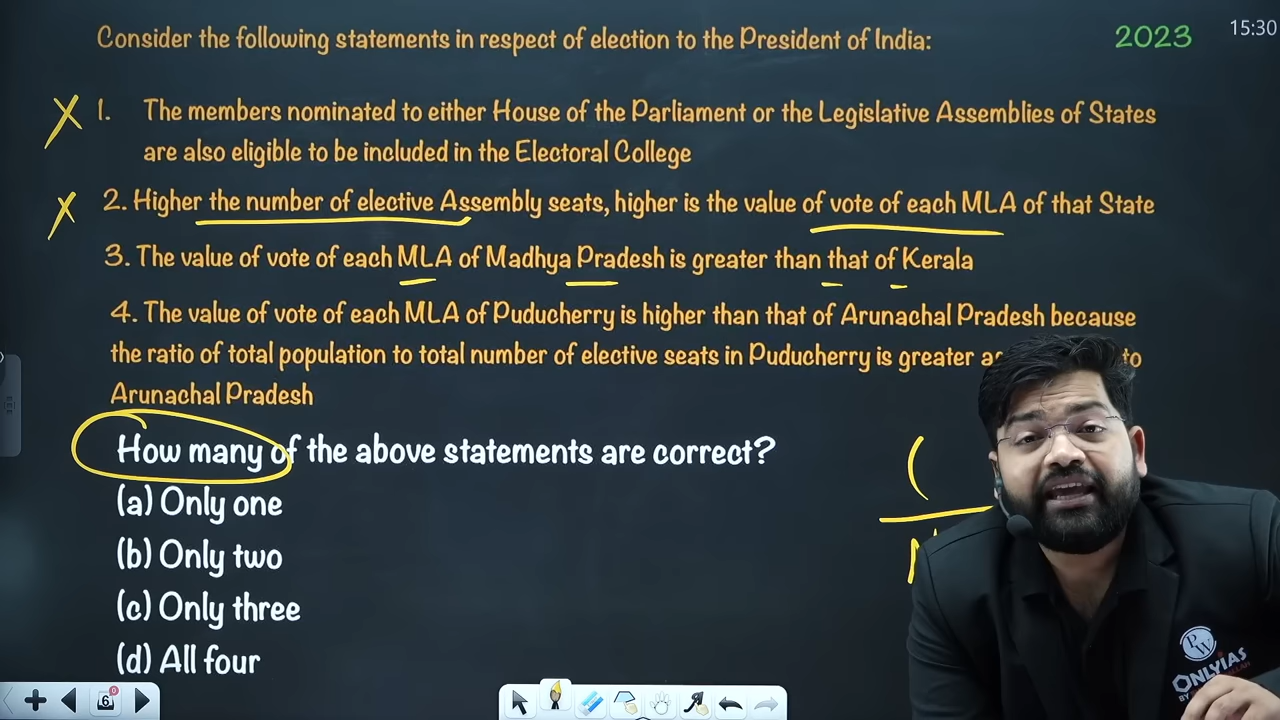 Consider the following statements in respect of election to the President of India:
2023
15:30
1. The members nominated to either House of the Parliament or the Legislative Assemblies of States
are also eligible to be included in the Electoral College
2. Higher the number of elective Assembly seats, higher is the value of vote of each MLA of that State
3. The value of vote of each MLA of Madhya Pradesh is greater than that of Kerala
4. The value of vote of each MLA of Puducherry is higher than that of Arunachal Pradesh because
the ratio of total population to total number of elective seats in Puducherry is greater to
Arunachal Pradesh
How many of the above statements are correct?
(a) Only one
(b) Only two
(c) Only three
(d) All four
PW
ONLYIAS
6